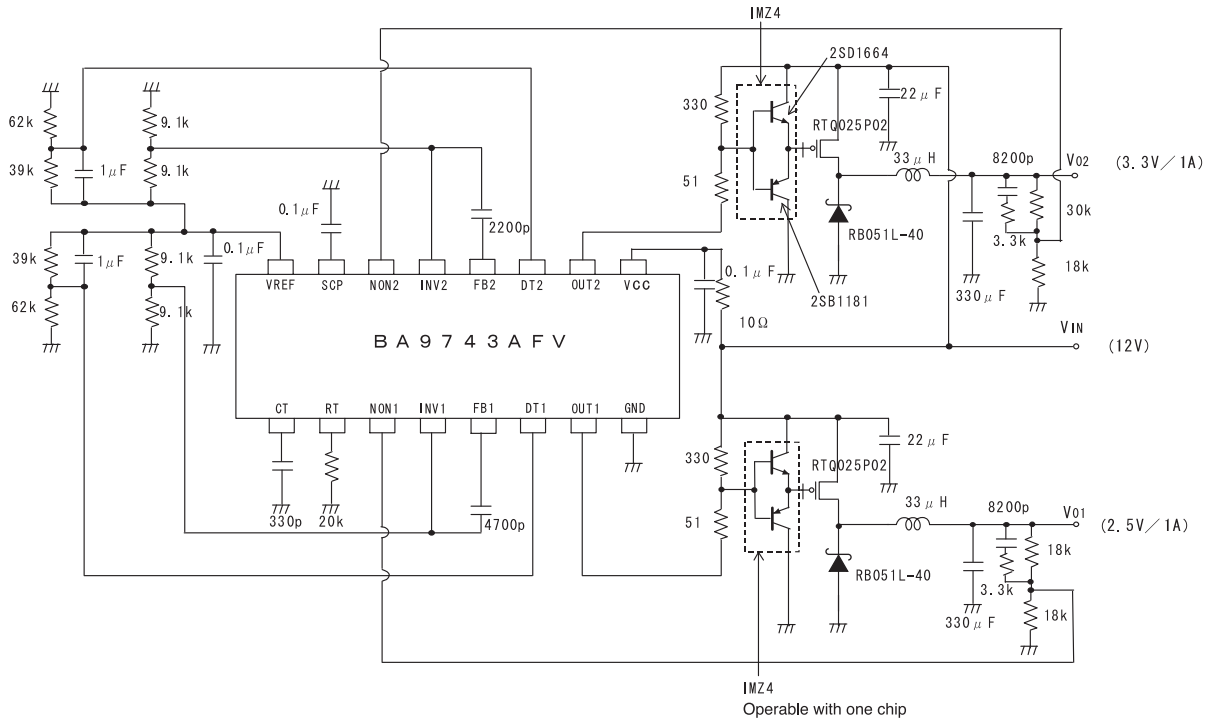 IMZ4
2SD1664
330
22μF
RTQ025P02
62k
9.1k
33μH
8200p
VO2
(3.3V/1A)
39k
1μF
9.1k
51
0.1μF
2200p
RB051L-40
3.3k
30k
39k
1μF
9.1k
0.1μF
VREF
SCP
NON2
INV2
FB2
DT2
OUT2
VCC
0.1μF
2SB1181
330μF
18k
62k
9.1k
10Ω
BA9743AFV
VIN
(12V)
CT
RT
NON1
INV1
FB1
DT1
OUT1
GND
330
22μF
RTQ025P02
330p
20k
4700p
51
33μH
8200p
VO1
(2.5V/1A)
RB051L-40
3.3k
18k
330μF
18k
IMZ4
Operable with one chip